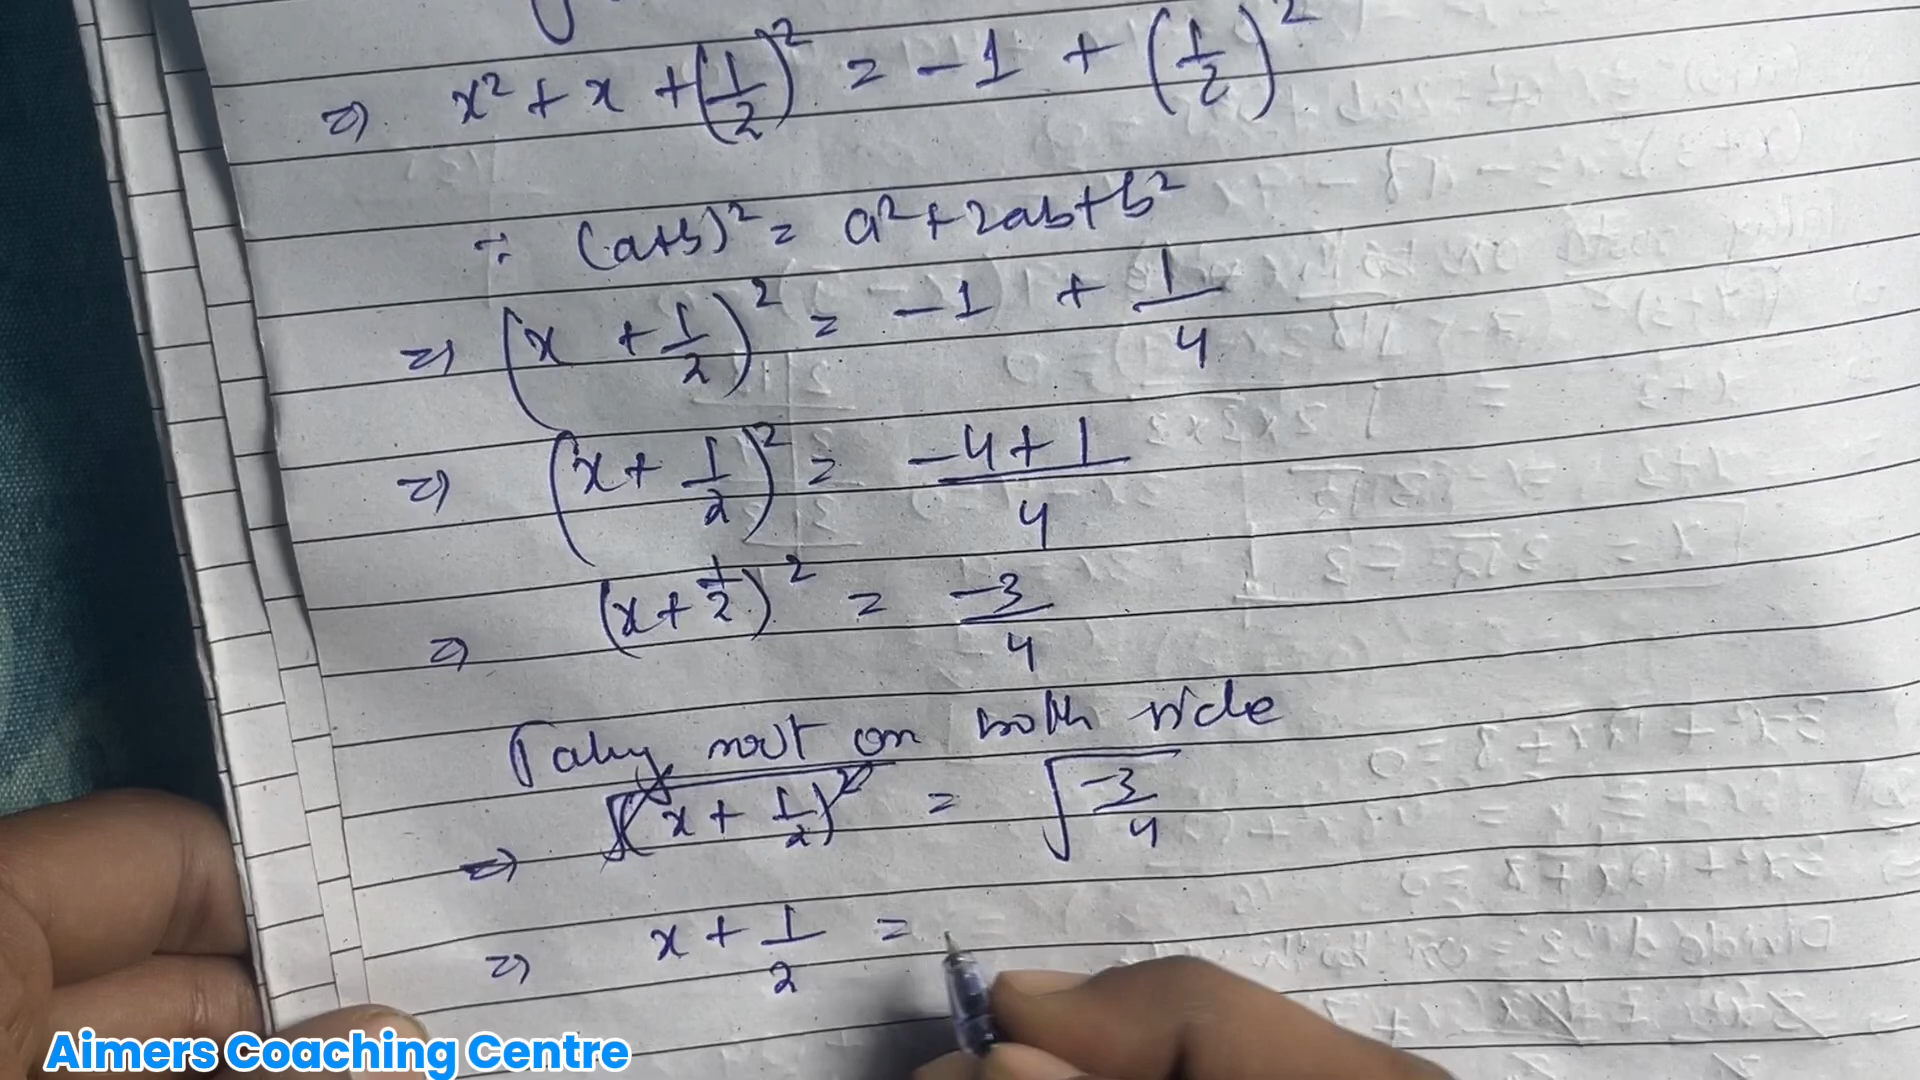 ⇒ x² + x + (1/2)² = -1 + (1/2)²
∵ (a+b)² = a² + 2ab + b²
⇒ (x + 1/2)² = -1 + 1/4
⇒ (x + 1/2)² = (-4+1)/4
⇒ (x + 1/2)² = -3/4
Taking root on both side
⇒ √(x + 1/2)² = √(-3/4)
⇒ x + 1/2 =
Aimers Coaching Centre